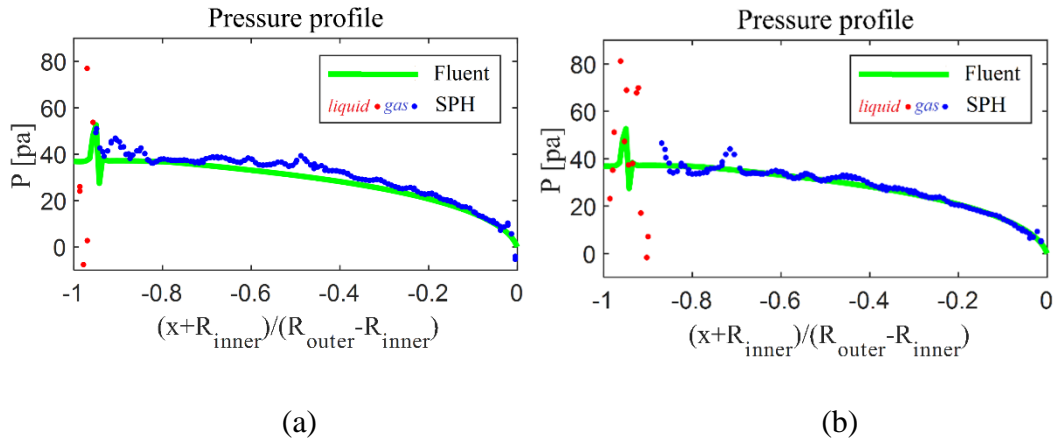 Pressure profile
80
60
40
20
0
P [pa]
Fluent
liquid gas SPH
-1 -0.8 -0.6 -0.4 -0.2 0
(x+R_inner)/(R_outer-R_inner)
(a)
Pressure profile
80
60
40
20
0
P [pa]
Fluent
liquid gas SPH
-1 -0.8 -0.6 -0.4 -0.2 0
(x+R_inner)/(R_outer-R_inner)
(b)